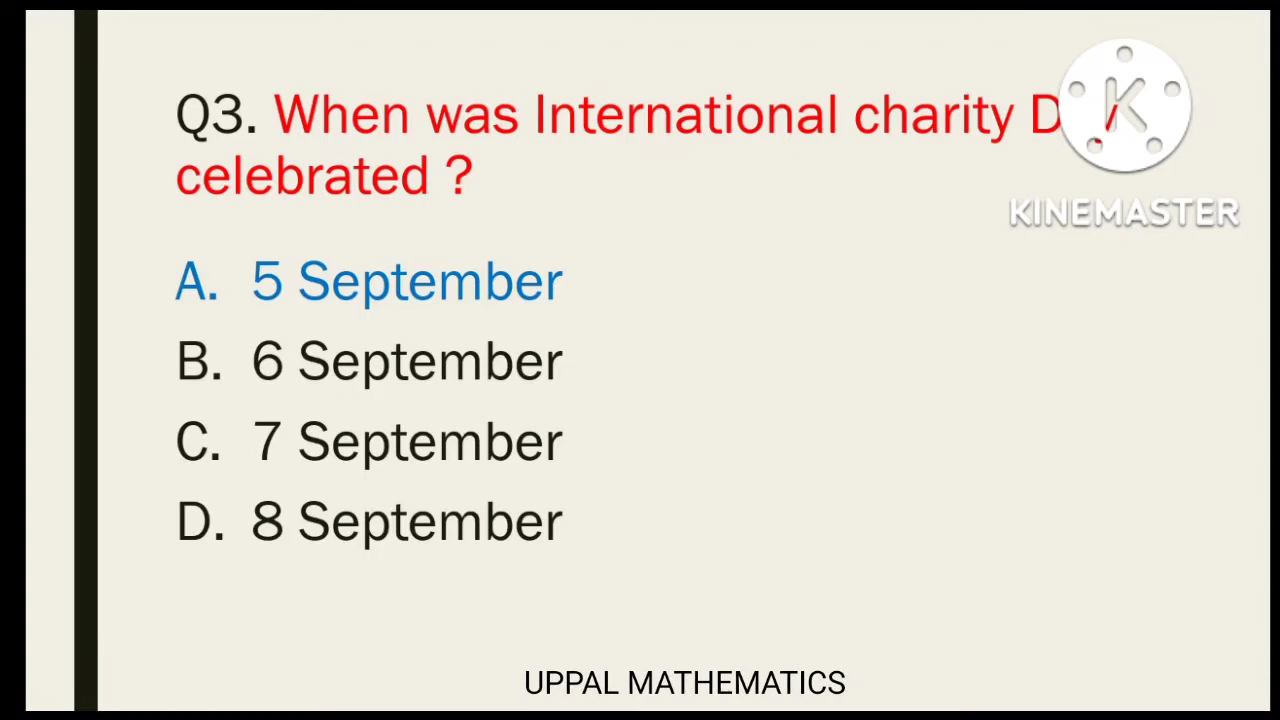 Q3. When was International charity
celebrated ?
A. 5 September
B. 6 September
C. 7 September
D. 8 September
K
KINEMASTER
UPPAL MATHEMATICS